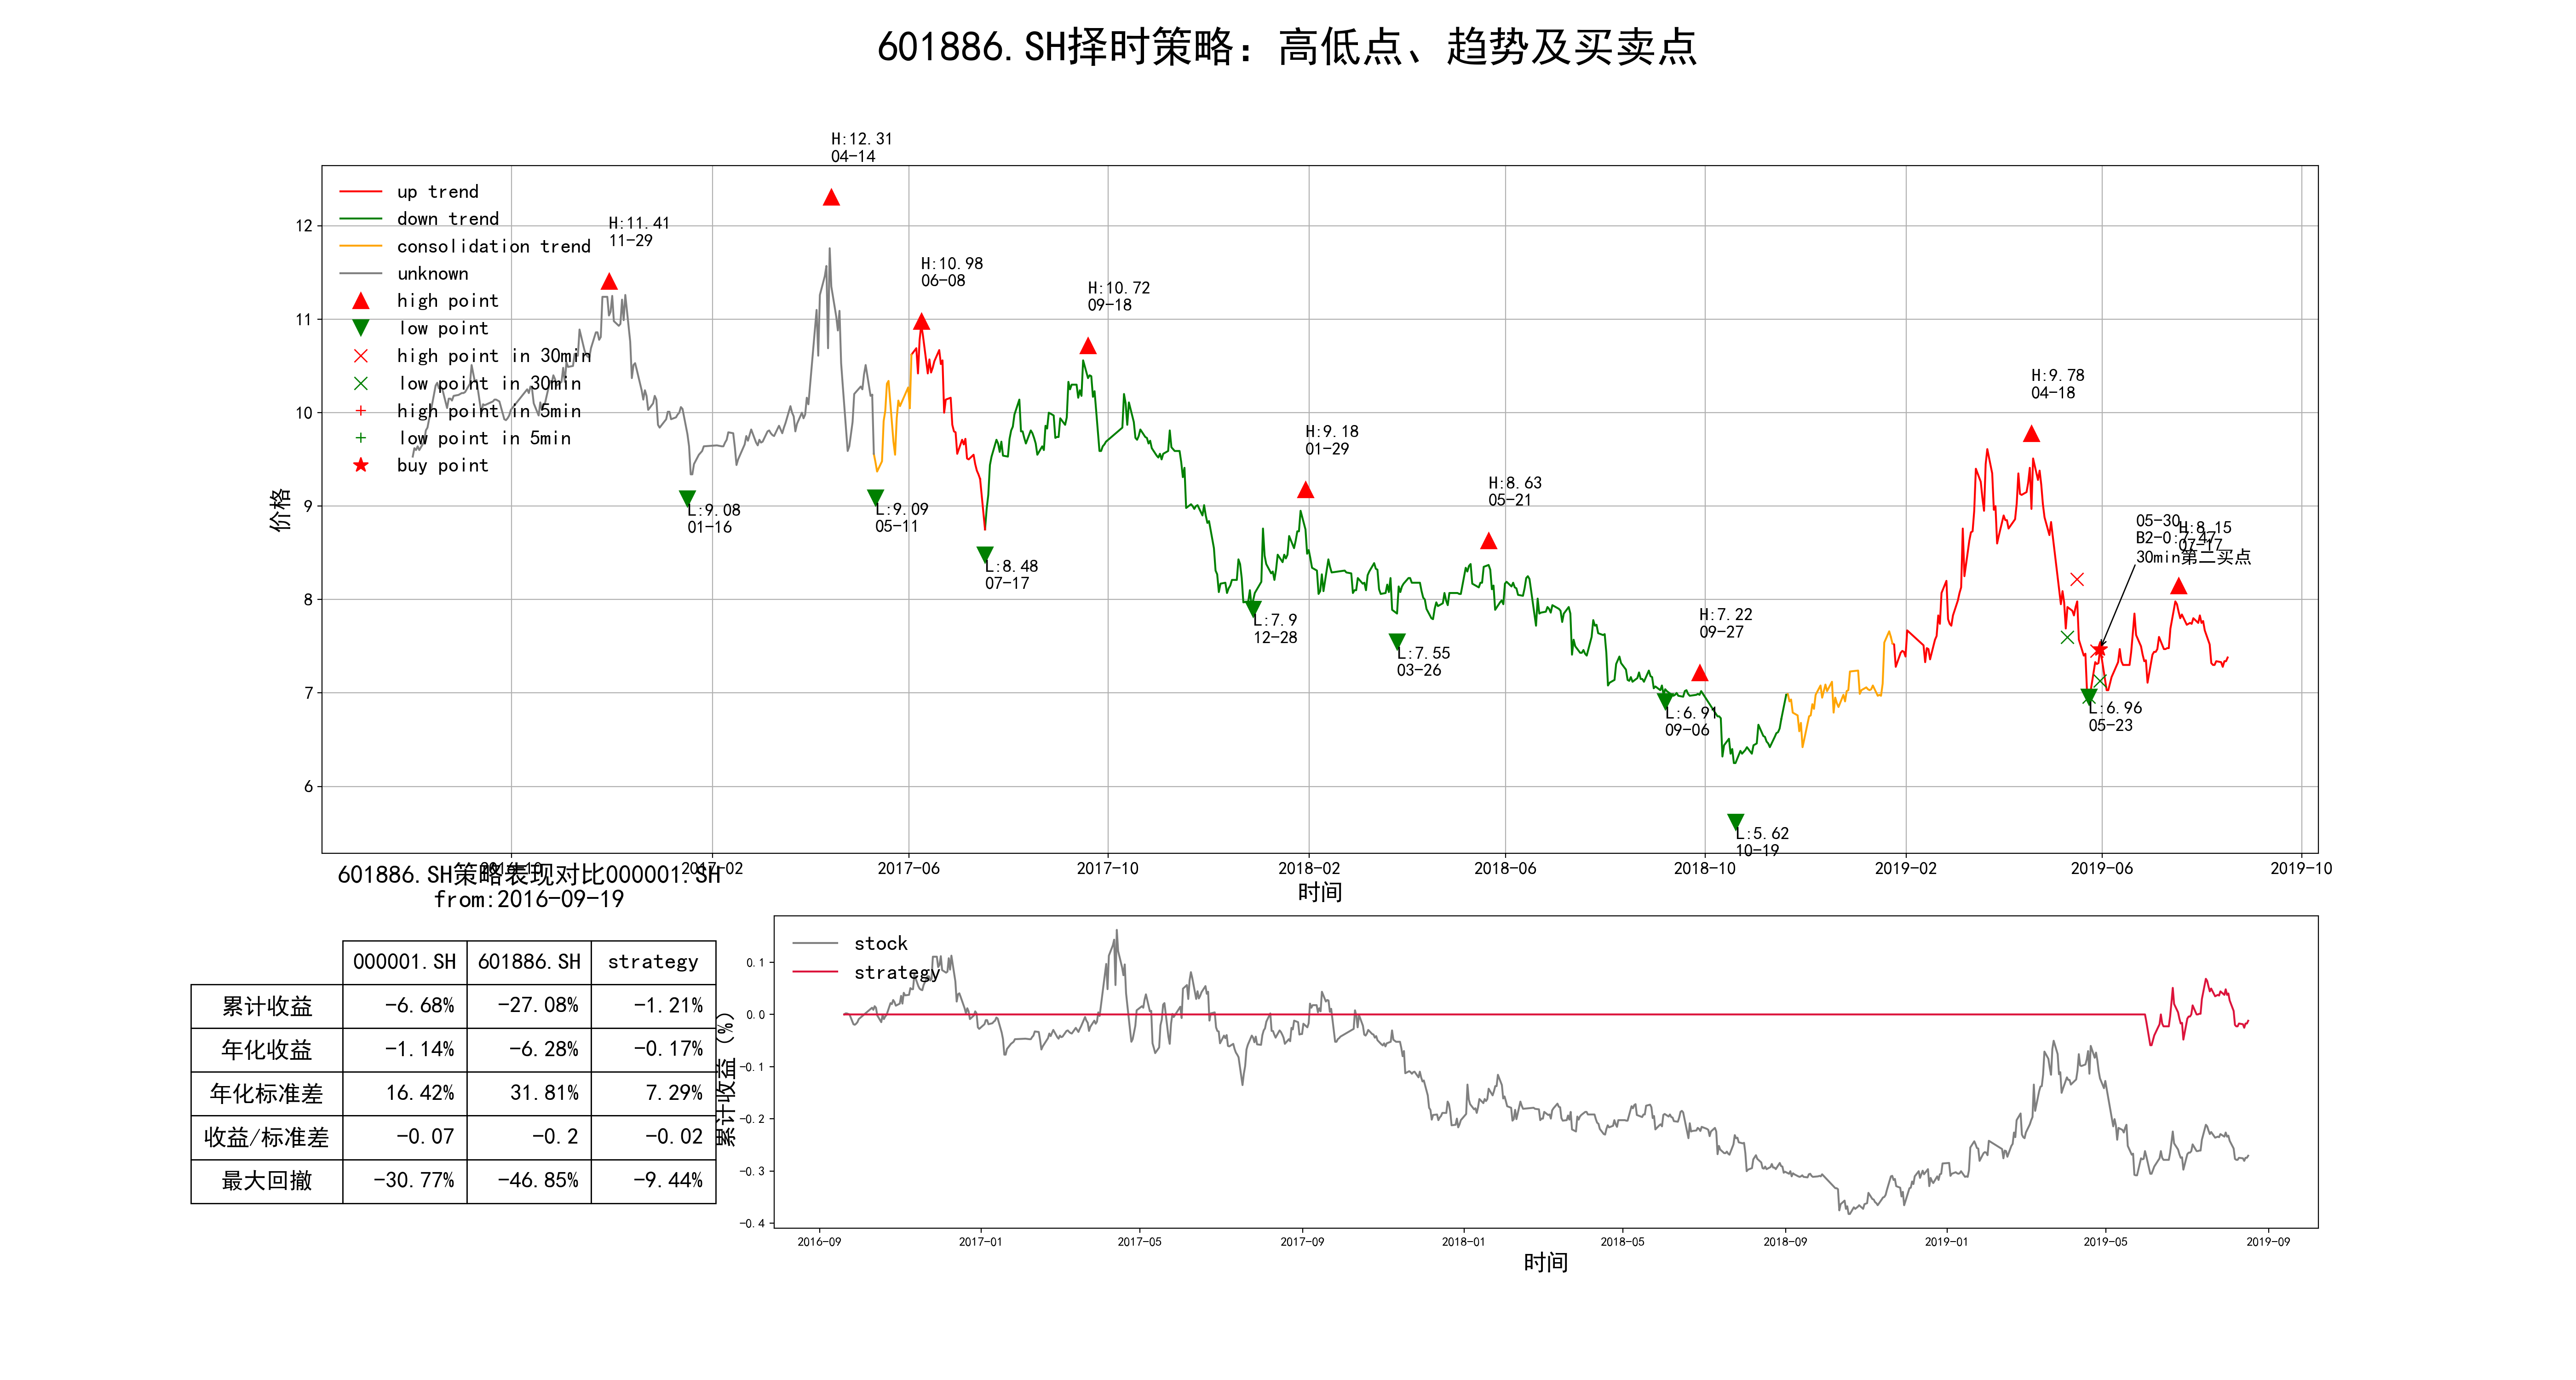 601886.SH择时策略: 高低点、趋势及买卖点
H:12.31
04-14
up trend
down trend
consolidation trend
unknown
high point
low point
high point in 30min
low point in 30min
high point in 5min
low point in 5min
buy point
H:11.41
11-29
H:10.98
06-08
H:10.72
09-18
H:9.18
01-29
H:8.63
05-21
H:7.22
09-27
H:9.78
04-18
05-30
B2-0:7.47
30min第二买点
H:8.15
07-17
L:9.08
01-16
L:9.09
05-11
L:8.48
07-17
L:7.9
12-28
L:7.55
03-26
L:6.91
09-06
L:5.62
10-19
L:6.96
05-23
价格
12
11
10
9
8
7
6
2016-10
2017-02
2017-06
2017-10
2018-02
2018-06
2018-10
2019-02
2019-06
2019-10
时间
601886.SH策略表现对比000001.SH
from:2016-09-19
000001.SH 601886.SH strategy
累计收益 -6.68% -27.08% -1.21%
年化收益 -1.14% -6.28% -0.17%
年化标准差 16.42% 31.81% 7.29%
收益/标准差 -0.07 -0.2 -0.02
最大回撤 -30.77% -46.85% -9.44%
累计收益 (%)
0.1
0.0
-0.1
-0.2
-0.3
-0.4
stock
strategy
2016-09
2017-01
2017-05
2017-09
2018-01
2018-05
2018-09
2019-01
2019-05
2019-09
时间